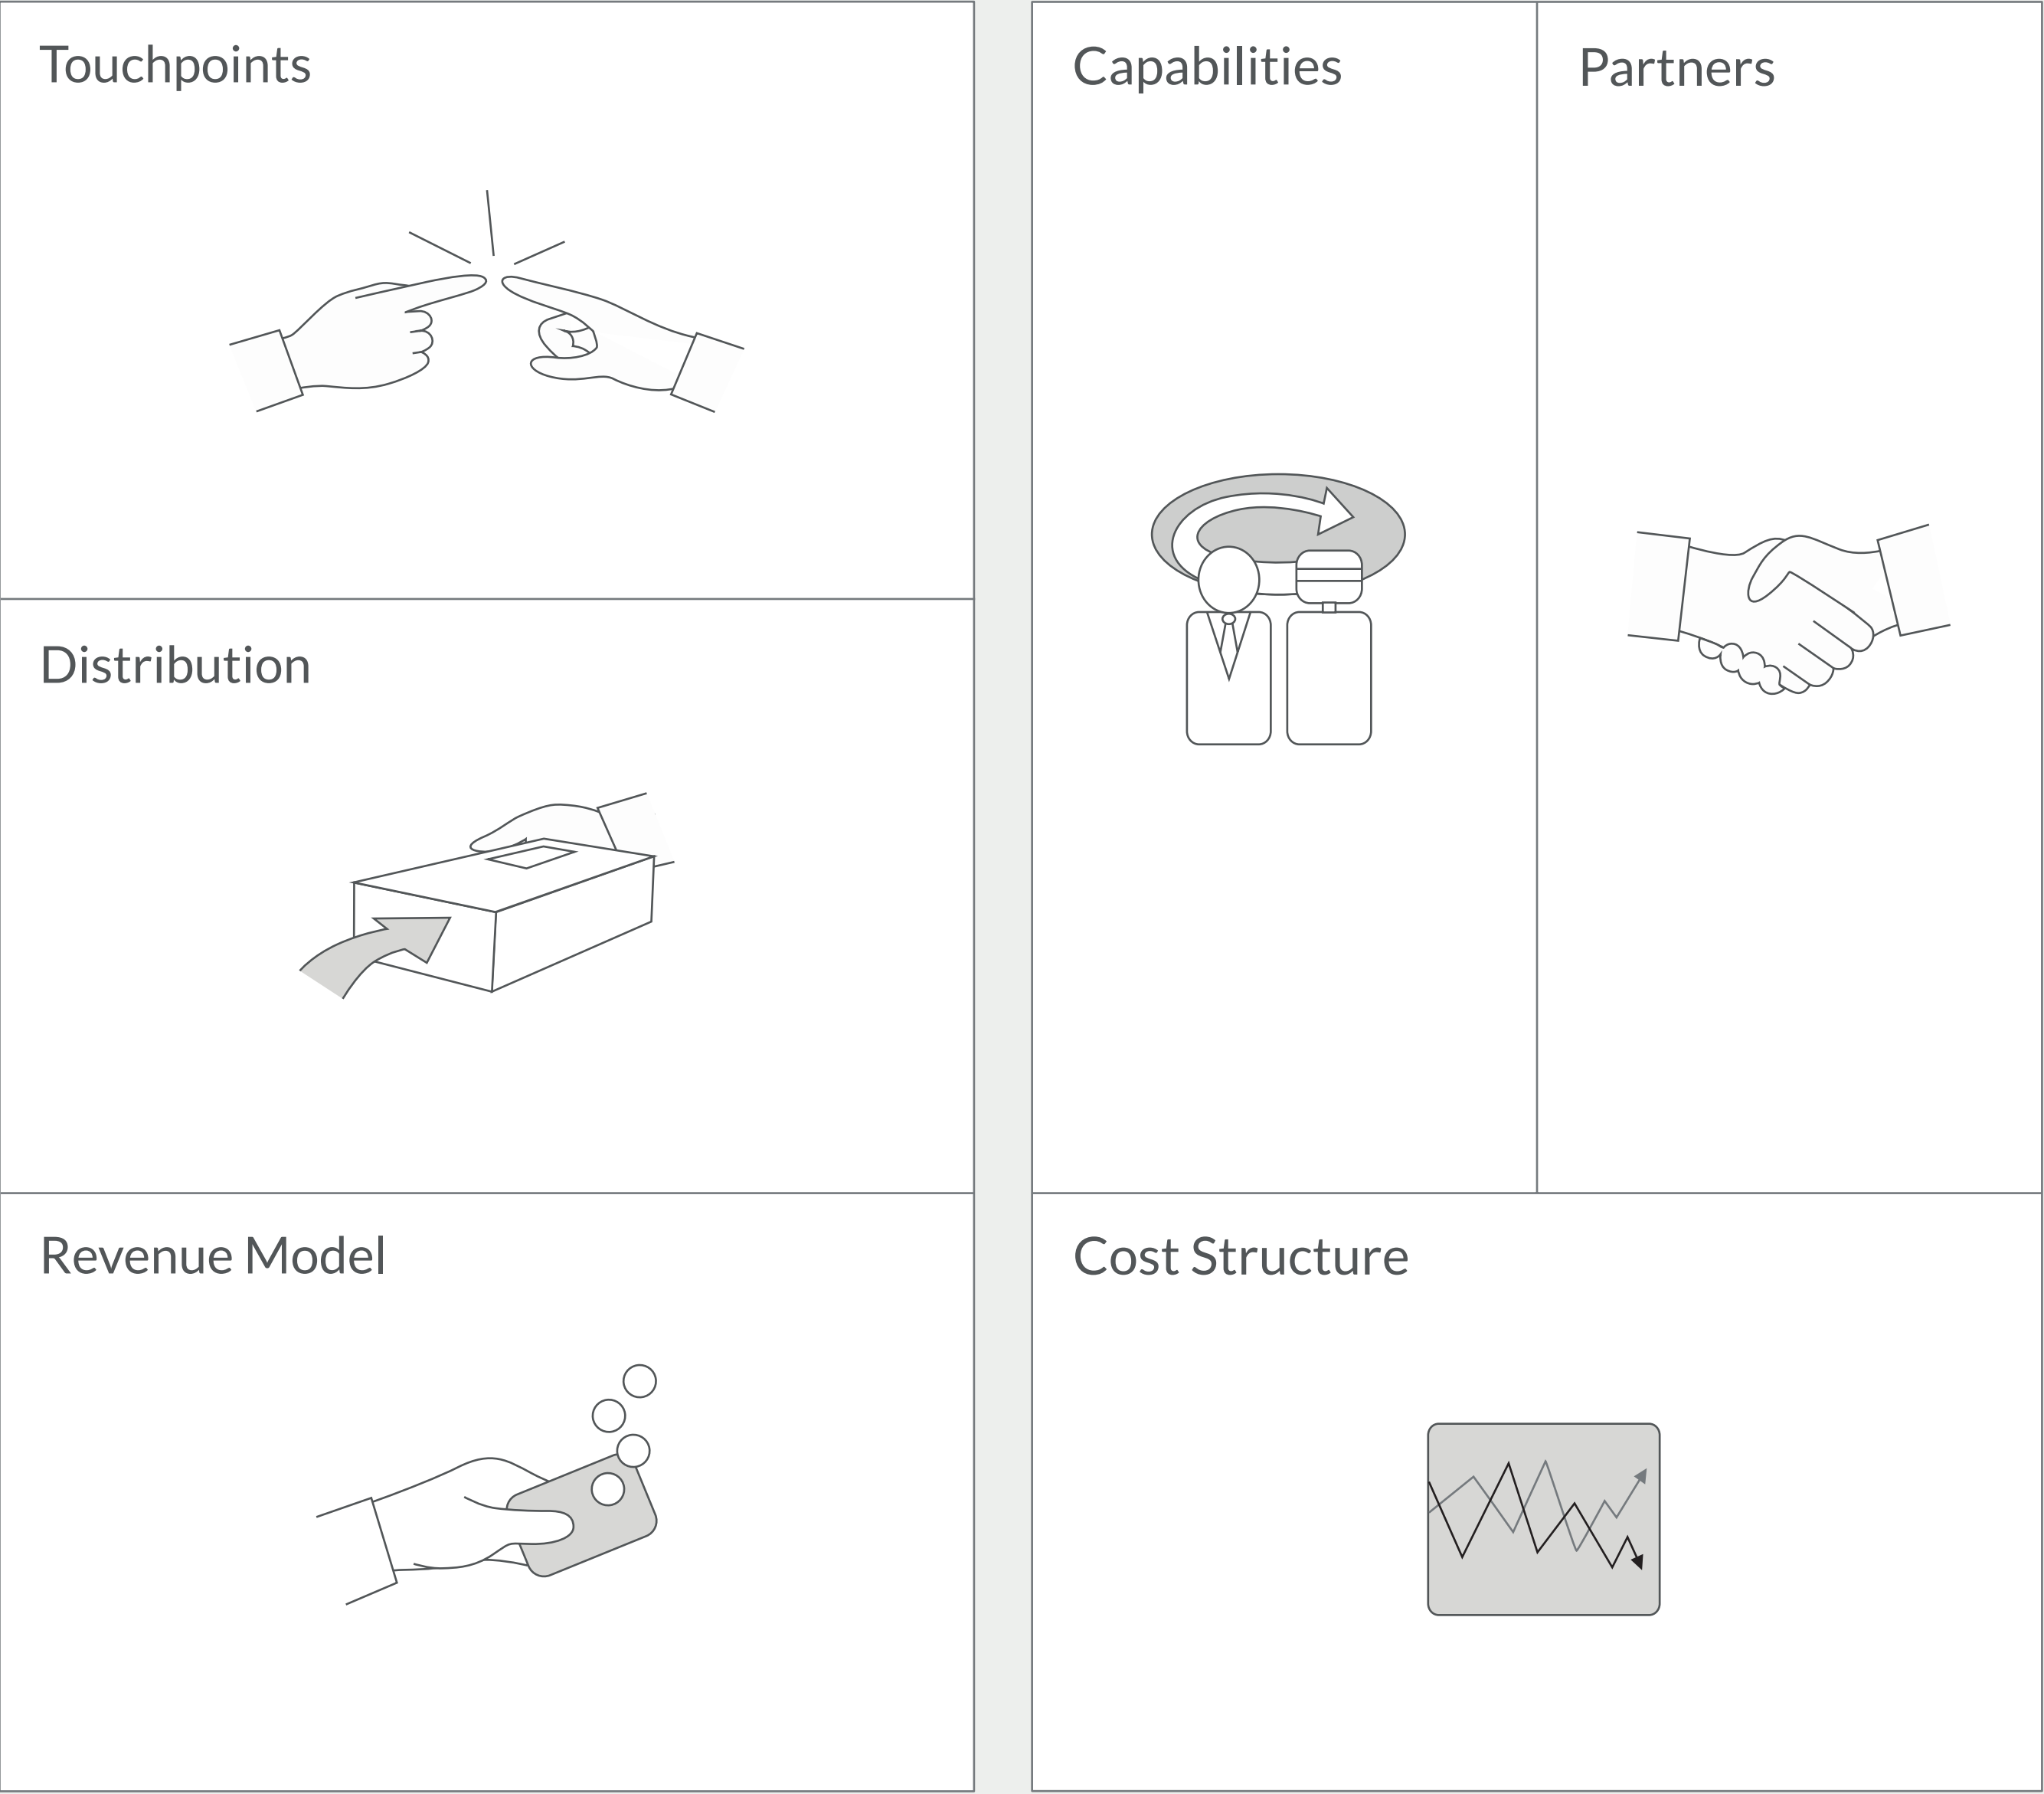 Touchpoints
Distribution
Revenue Model
Capabilities
Partners
Cost Structure